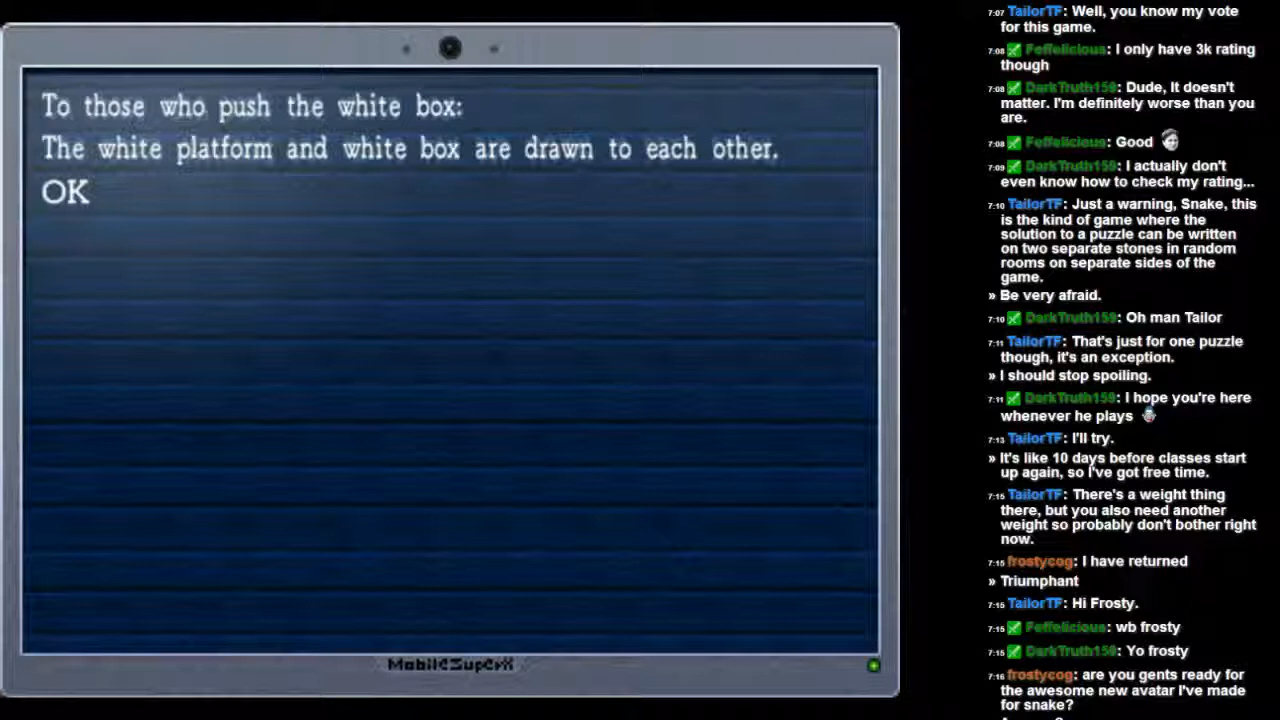 To those who push the white box:
The white platform and white box are drawn to each other.
OK
MobileSuperX
7:07 TailorTF: Well, you know my vote
for this game.
7:08 Feffelicious: I only have 3k rating
though
7:08 DarkTruth159: Dude, It doesn't
matter. I'm definitely worse than you
are.
7:08 Feffelicious: Good
7:09 DarkTruth159: I actually don't
even know how to check my rating...
7:10 TailorTF: Just a warning, Snake, this
is the kind of game where the
solution to a puzzle can be written
on two separate stones in random
rooms on separate sides of the
game.
» Be very afraid.
7:10 DarkTruth159: Oh man Tailor
7:11 TailorTF: That's just for one puzzle
though, it's an exception.
» I should stop spoiling.
7:11 DarkTruth159: I hope you're here
whenever he plays
7:13 TailorTF: I'll try.
» It's like 10 days before classes start
up again, so I've got free time.
7:15 TailorTF: There's a weight thing
there, but you also need another
weight so probably don't bother right
now.
7:15 frostycog: I have returned
» Triumphant
7:15 TailorTF: Hi Frosty.
7:15 Feffelicious: wb frosty
7:15 DarkTruth159: Yo frosty
7:16 frostycog: are you gents ready for
the awesome new avatar I've made
for snake?